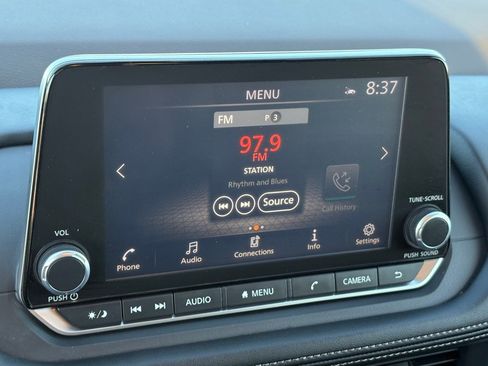 MENU
8:37
FM
P 3
97.9
FM
STATION
Rhythm and Blues
Source
Call History
Phone
Audio
Connections
Info
Settings
VOL
PUSH
TUNE-SCROLL
PUSH SOUND
AUDIO
MENU
CAMERA